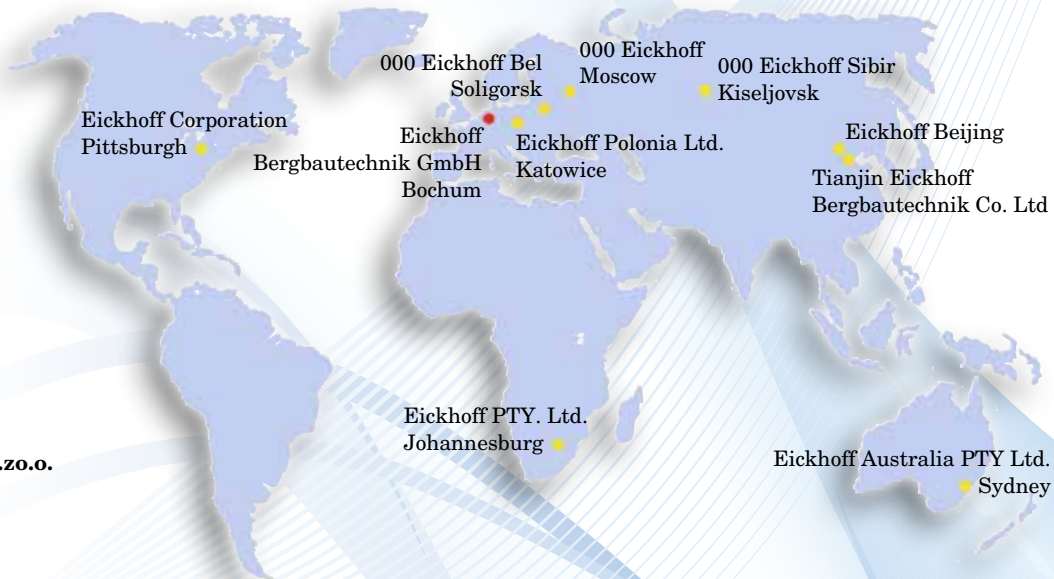 000 Eickhoff Bel
Soligorsk
000 Eickhoff
Moscow
000 Eickhoff Sibir
Kiseljovsk
Eickhoff Corporation
Pittsburgh
Eickhoff
Bergbautechnik GmbH
Bochum
Eickhoff Polonia Ltd.
Katowice
Eickhoff Beijing
Tianjin Eickhoff
Bergbautechnik Co. Ltd
Eickhoff PTY. Ltd.
Johannesburg
.zo.o.
Eickhoff Australia PTY Ltd.
Sydney